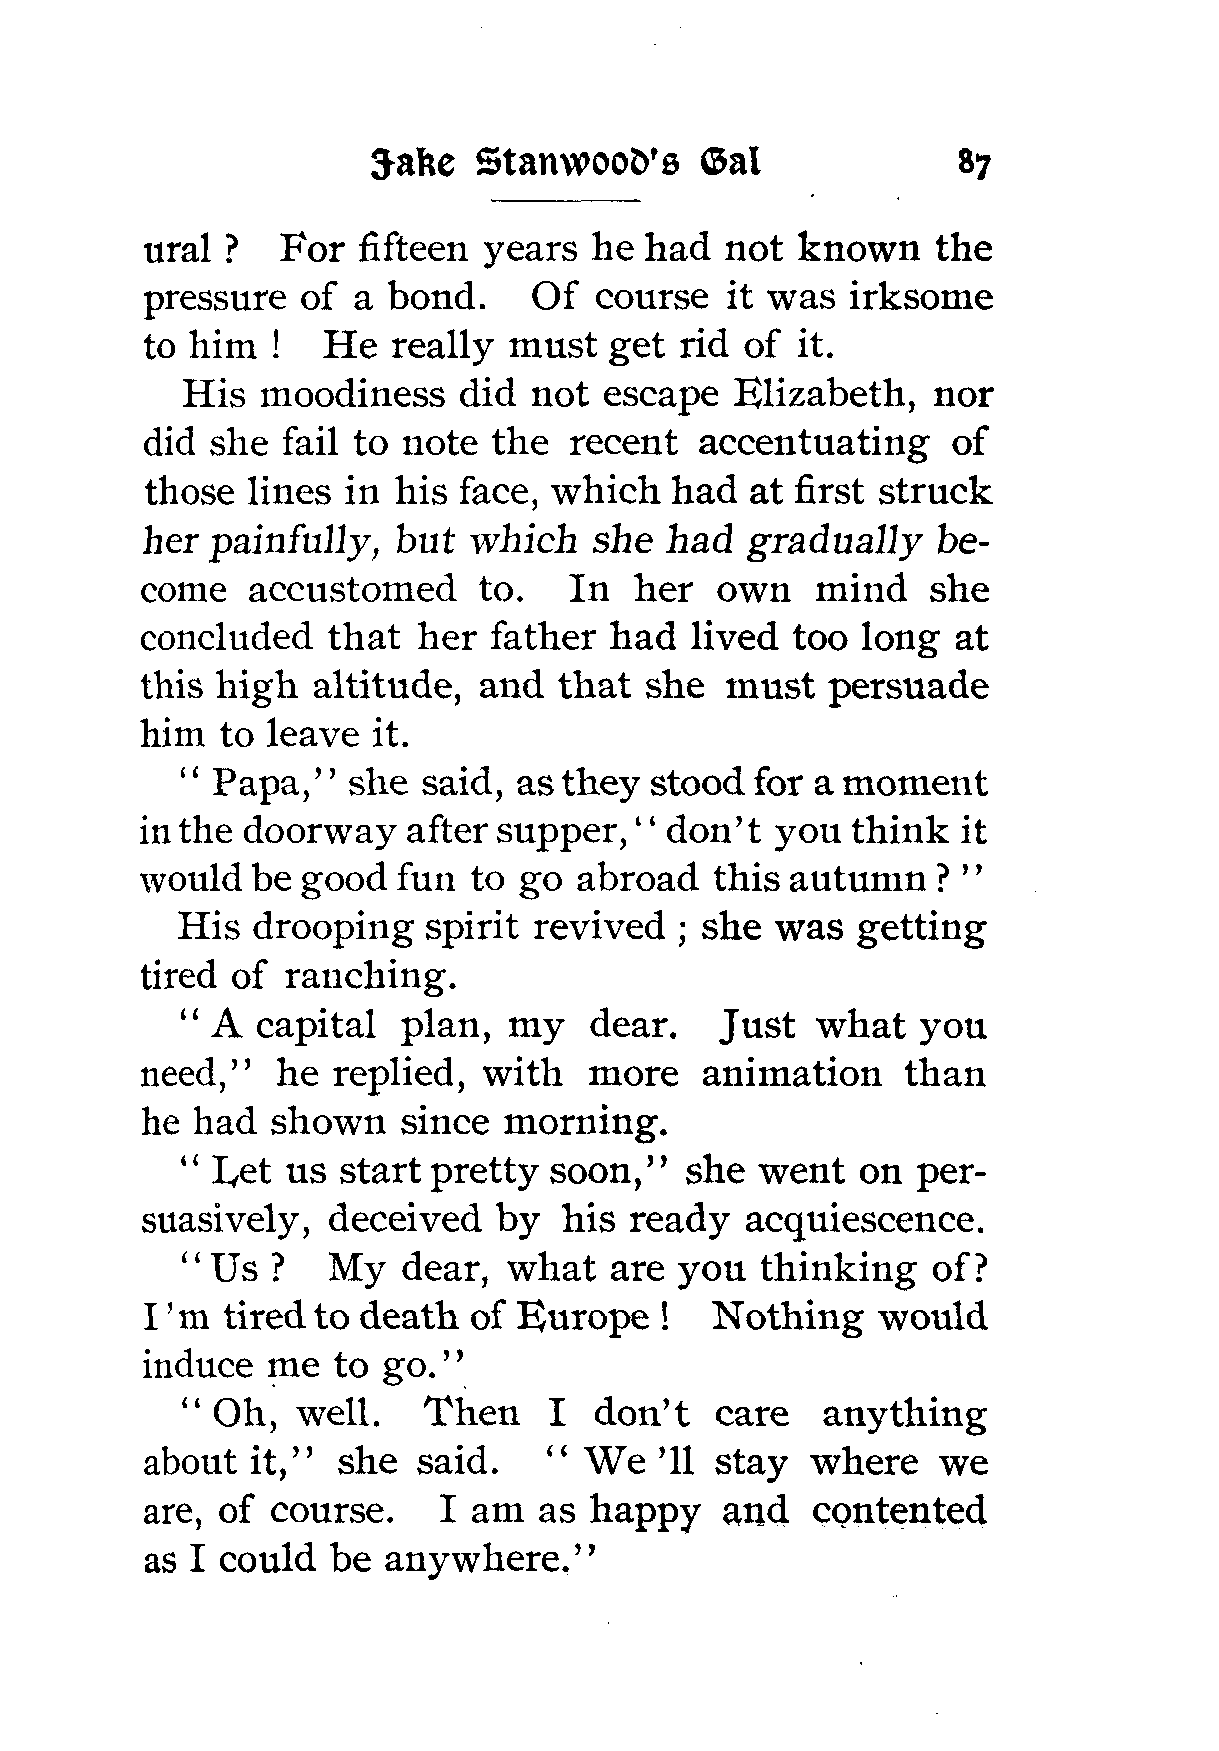 Jake Stanwood's Gal 87
ural ? For fifteen years he had not known the
pressure of a bond. Of course it was irksome
to him ! He really must get rid of it.
His moodiness did not escape Elizabeth, nor
did she fail to note the recent accentuating of
those lines in his face, which had at first struck
her painfully, but which she had gradually be-
come accustomed to. In her own mind she
concluded that her father had lived too long at
this high altitude, and that she must persuade
him to leave it.
" Papa," she said, as they stood for a moment
in the doorway after supper, " don't you think it
would be good fun to go abroad this autumn ? "
His drooping spirit revived ; she was getting
tired of ranching.
" A capital plan, my dear. Just what you
need," he replied, with more animation than
he had shown since morning.
" Let us start pretty soon," she went on per-
suasively, deceived by his ready acquiescence.
" Us ? My dear, what are you thinking of?
I 'm tired to death of Europe ! Nothing would
induce me to go."
" Oh, well. Then I don't care anything
about it," she said. " We 'll stay where we
are, of course. I am as happy and contented
as I could be anywhere."